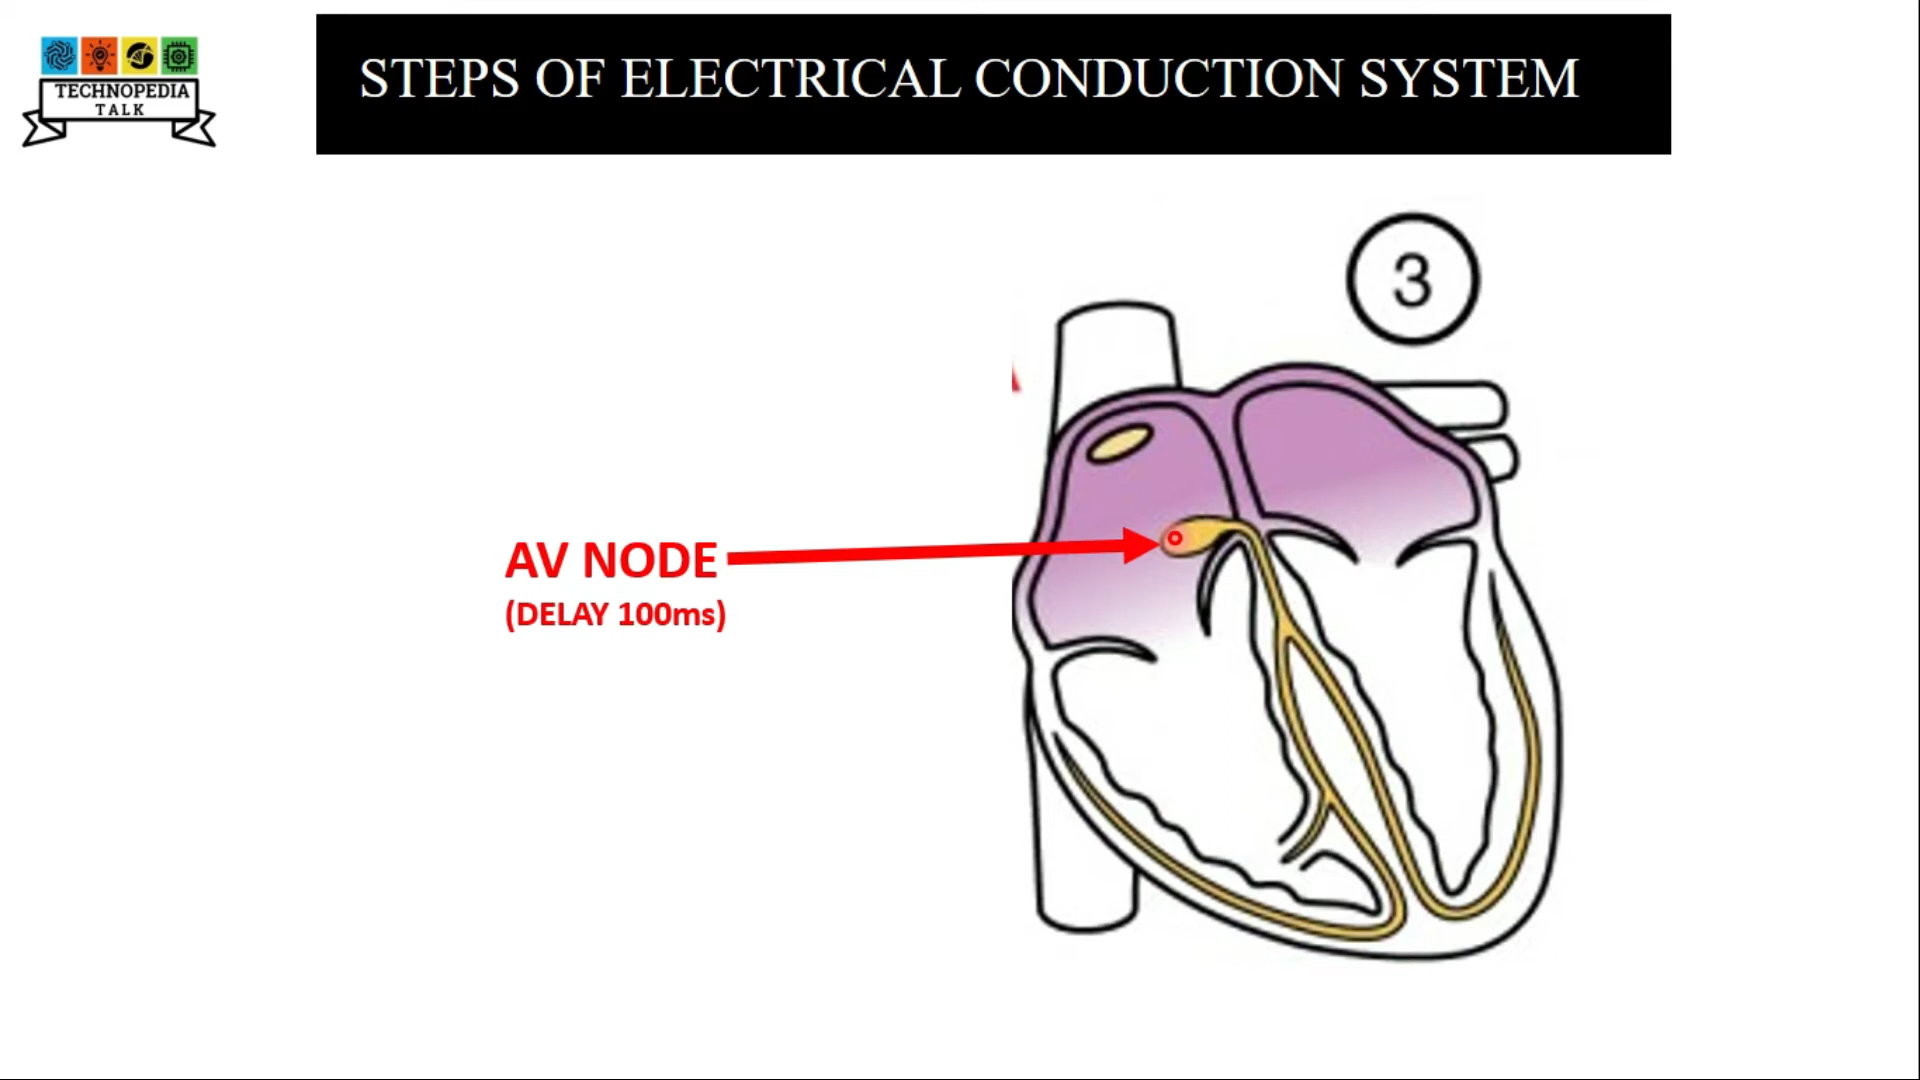 TECHNOPEDIA
TALK
STEPS OF ELECTRICAL CONDUCTION SYSTEM
3
AV NODE
(DELAY 100ms)